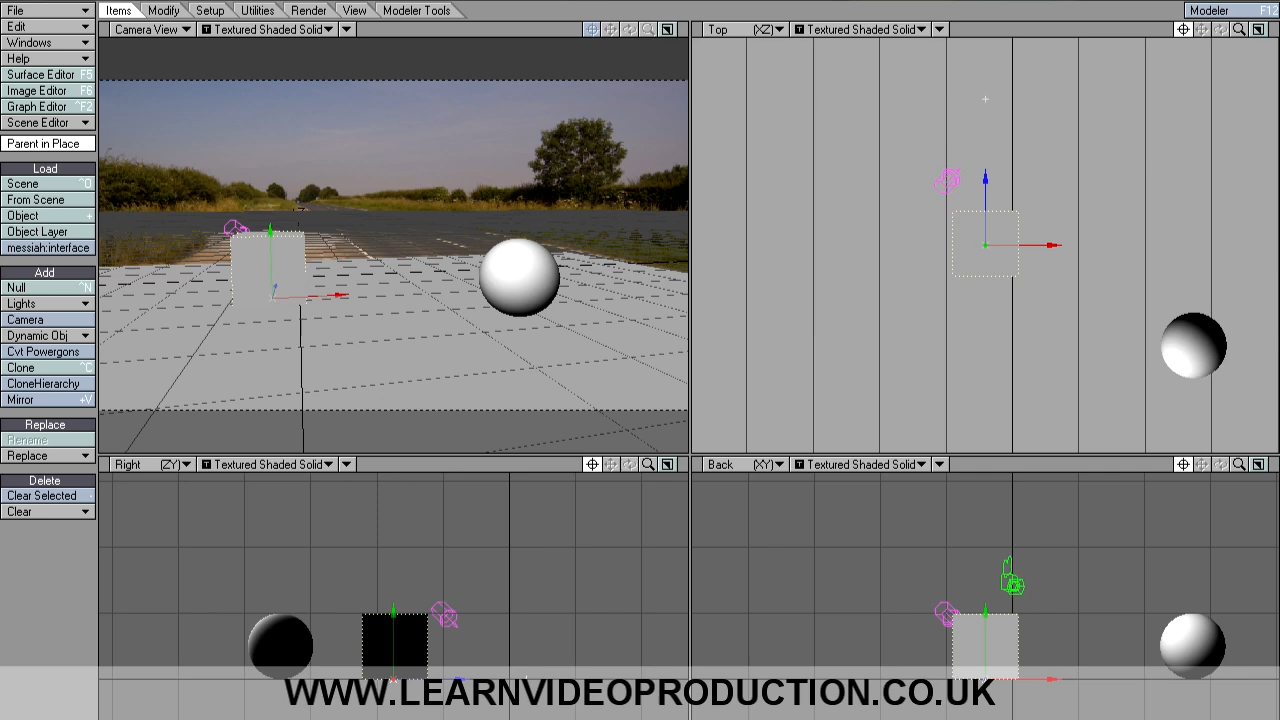 File
Edit
Windows
Help
Surface Editor F5
Image Editor F6
Graph Editor ^F2
Scene Editor
Parent in Place
Load
Scene ^O
From Scene
Object +
Object Layer
messiah:interface
Add
Null ^N
Lights
Camera
Dynamic Obj
Cvt Powergons
Clone ^C
CloneHierarchy
Mirror +V
Replace
Rename
Replace
Delete
Clear Selected -
Clear
Items Modify Setup Utilities Render View Modeler Tools
Modeler F12
Camera View T Textured Shaded Solid
Top (XZ) T Textured Shaded Solid
Right (ZY) T Textured Shaded Solid
Back (XY) T Textured Shaded Solid
WWW.LEARNVIDEOPRODUCTION.CO.UK